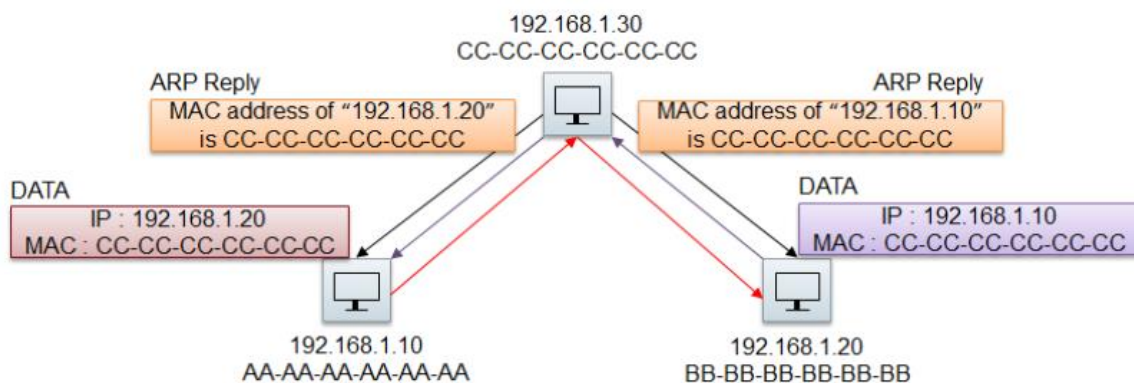 192.168.1.30
CC-CC-CC-CC-CC-CC
ARP Reply
MAC address of “192.168.1.20”
is CC-CC-CC-CC-CC-CC
ARP Reply
MAC address of “192.168.1.10”
is CC-CC-CC-CC-CC-CC
DATA
IP : 192.168.1.20
MAC : CC-CC-CC-CC-CC-CC
DATA
IP : 192.168.1.10
MAC : CC-CC-CC-CC-CC-CC
192.168.1.10
AA-AA-AA-AA-AA-AA
192.168.1.20
BB-BB-BB-BB-BB-BB